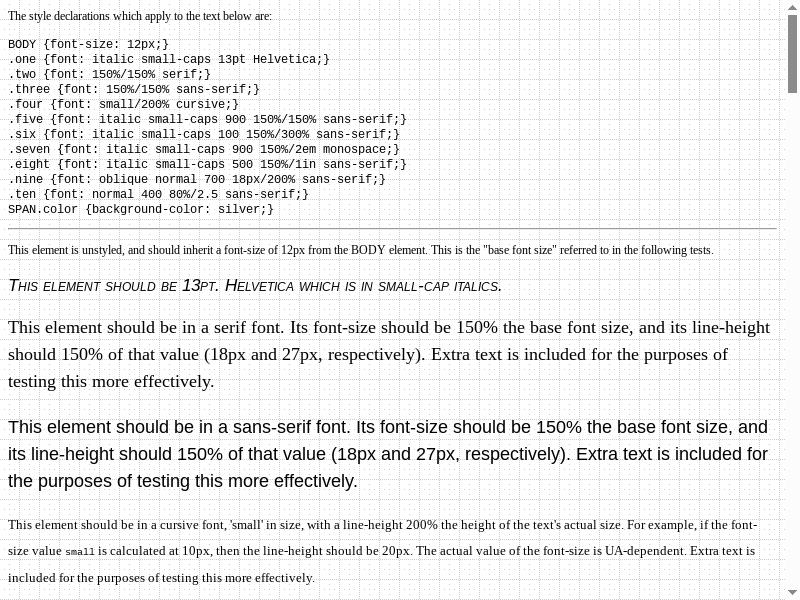 The style declarations which apply to the text below are:
BODY {font-size: 12px;}
.one {font: italic small-caps 13pt Helvetica;}
.two {font: 150%/150% serif;}
.three {font: 150%/150% sans-serif;}
.four {font: small/200% cursive;}
.five {font: italic small-caps 900 150%/150% sans-serif;}
.six {font: italic small-caps 100 150%/300% sans-serif;}
.seven {font: italic small-caps 900 150%/2em monospace;}
.eight {font: italic small-caps 500 150%/1in sans-serif;}
.nine {font: oblique normal 700 18px/200% sans-serif;}
.ten {font: normal 400 80%/2.5 sans-serif;}
SPAN.color {background-color: silver;}
This element is unstyled, and should inherit a font-size of 12px from the BODY element. This is the "base font size" referred to in the following tests.
This element should be 13pt. Helvetica which is in small-cap italics.
This element should be in a serif font. Its font-size should be 150% the base font size, and its line-height
should 150% of that value (18px and 27px, respectively). Extra text is included for the purposes of
testing this more effectively.
This element should be in a sans-serif font. Its font-size should be 150% the base font size, and
its line-height should 150% of that value (18px and 27px, respectively). Extra text is included for
the purposes of testing this more effectively.
This element should be in a cursive font, 'small' in size, with a line-height 200% the height of the text's actual size. For example, if the font-
size value small is calculated at 10px, then the line-height should be 20px. The actual value of the font-size is UA-dependent. Extra text is
included for the purposes of testing this more effectively.